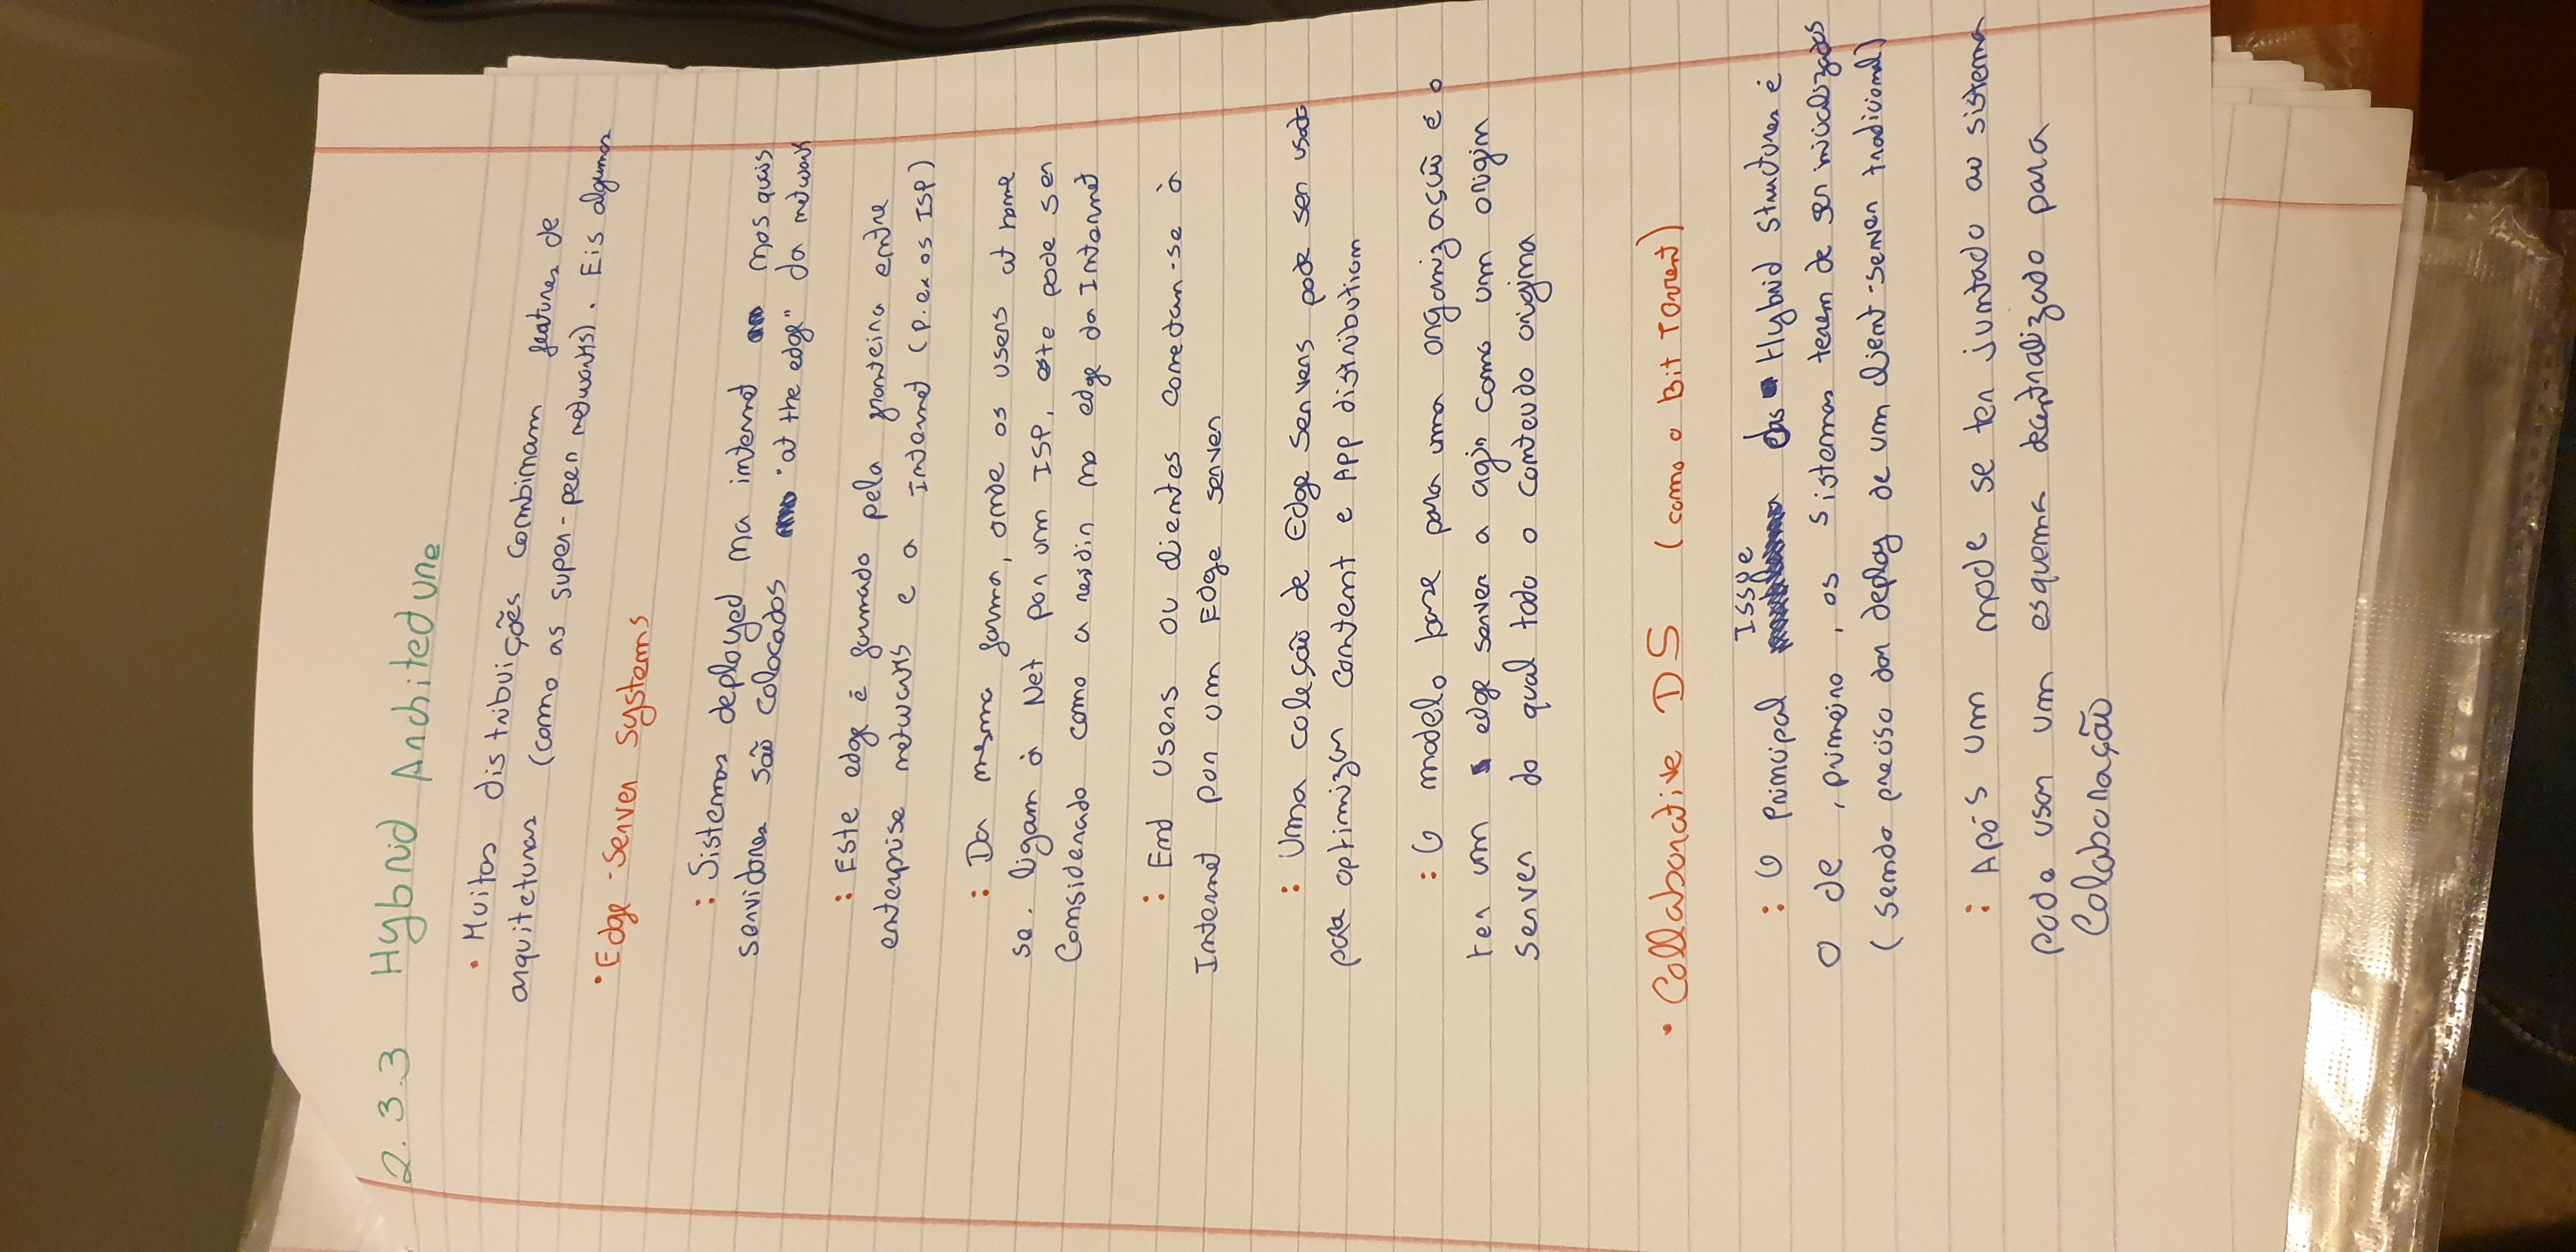 2.3.3 Hybrid Architecture
• Muitas distribuições combinam features de
arquiteturas (como as super-peer networks). Eis algumas
• Edge-Server Systems
: Sistemas deployed na internet nos quais
servidores são colocados "at the edge" da network
: Este edge é formado pela fronteira entre
enterprise networks e a Internet (p.ex os ISP)
: Da mesma forma, onde os users at home
se ligam à Net por um ISP, este pode ser
Considerado como a residir no edge da Internet
: End Users ou clientes conectan-se à
Internet por um Edge server
: Uma coleção de Edge Servers pode ser usada
para optimizar content e App distribution
: O modelo base para uma organização é o
ter um edge server a agir como um origin
server do qual todo o conteudo origina
• Collaborative DS (como o Bit Torrent)
: O principal Issue das Hybrid Structures é
O de, primeiro, os sistemas terem de ser inicializados
(sendo preciso dar deploy de um client-server tradicional)
: Após um node se ter juntado ao sistema
pode usar um esquema decentralizado para
Colaboração